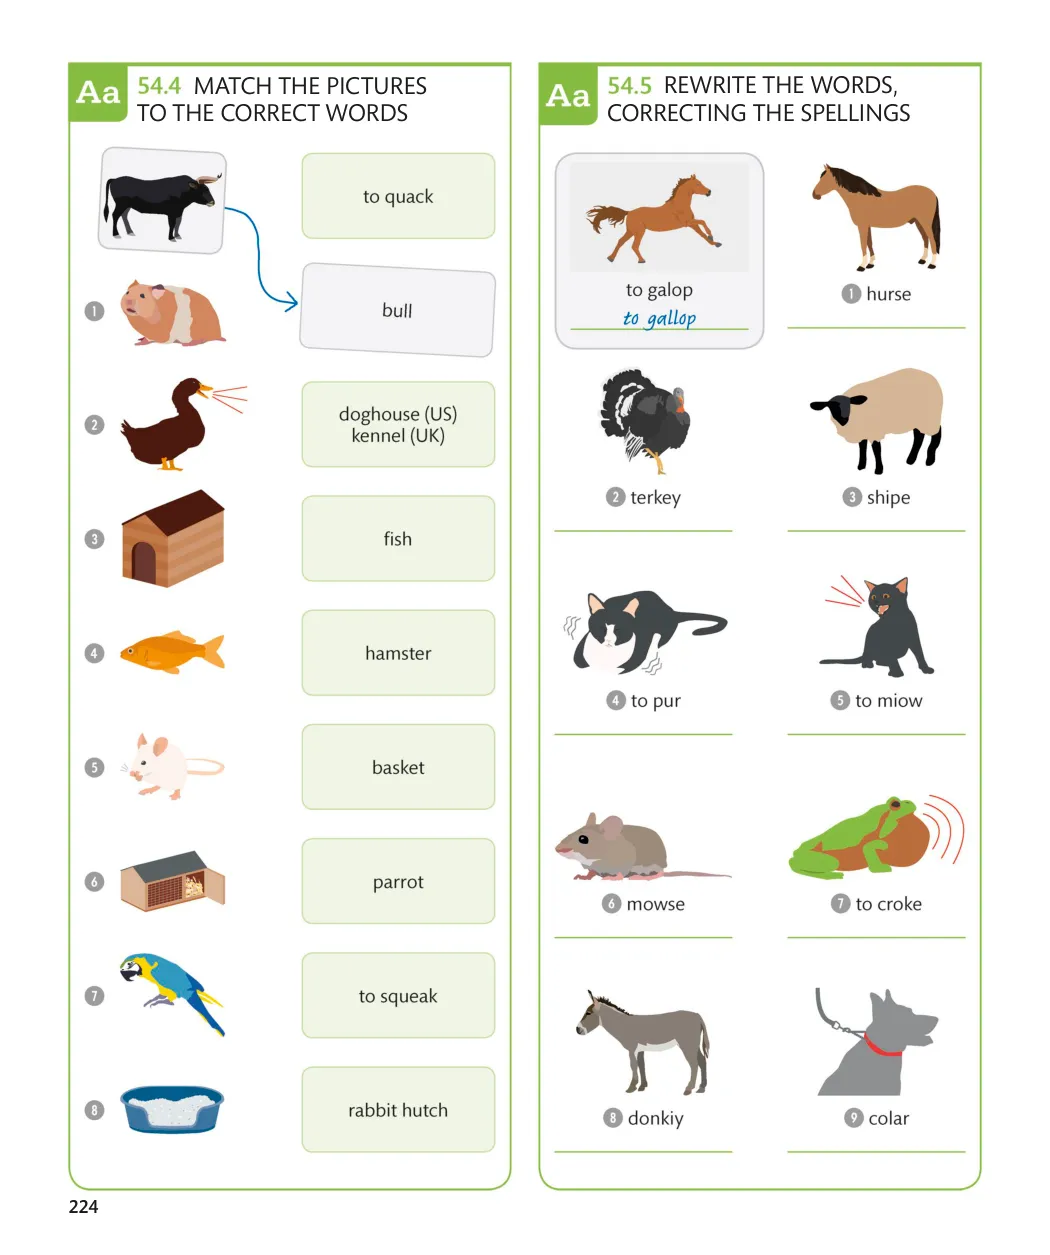 Aa 54.4 MATCH THE PICTURES
TO THE CORRECT WORDS
to quack
bull
1
2
doghouse (US)
kennel (UK)
3
fish
4
hamster
5
basket
6
parrot
7
to squeak
8
rabbit hutch
Aa 54.5 REWRITE THE WORDS,
CORRECTING THE SPELLINGS
to galop
to gallop
1 hurse
2 terkey
3 shipe
4 to pur
5 to miow
6 mowse
7 to croke
8 donkiy
9 colar
224